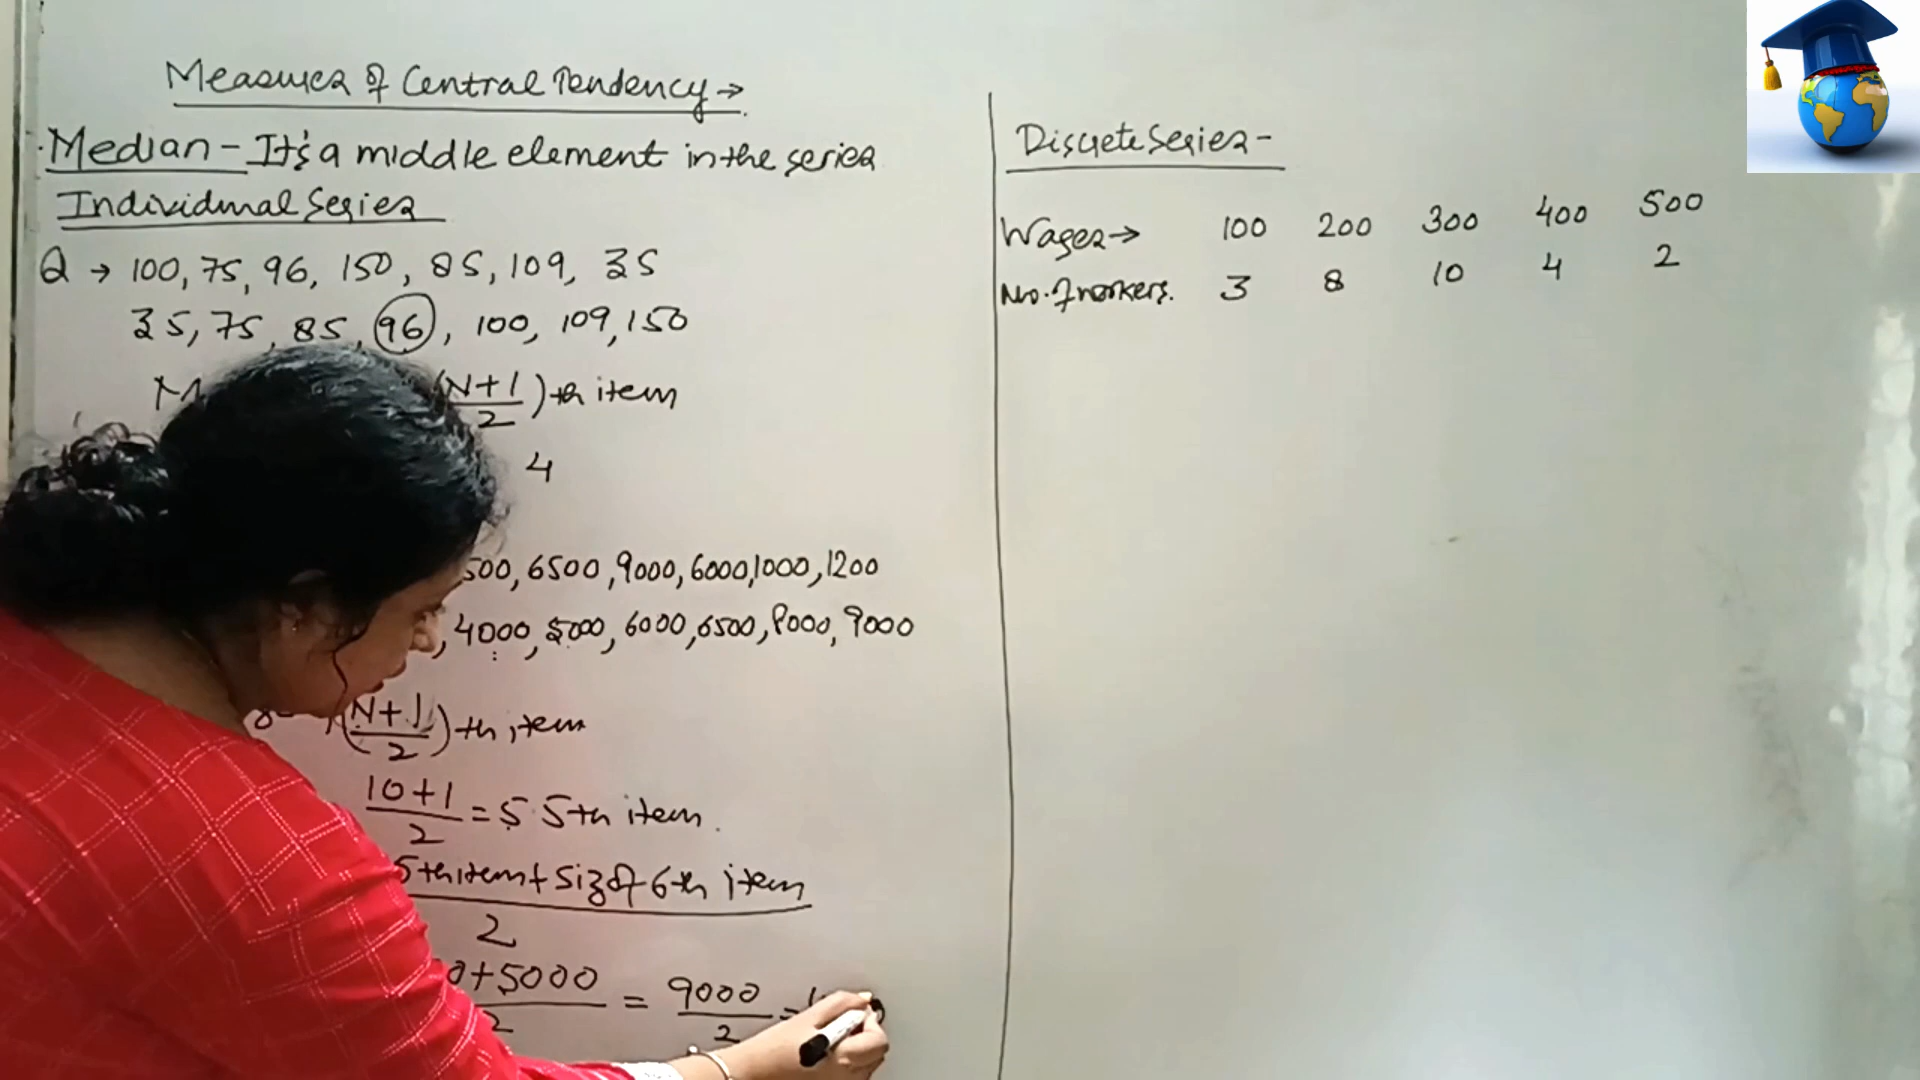 Measures of Central Tendency →
Median - It's a middle element in the series
Individual Series
Q → 100, 75, 96, 150, 85, 109, 35
35, 75, 85, 96, 100, 109, 150
M (N+1/2)th item
4
500, 6500, 9000, 6000, 1000, 1200
, 4000, 5000, 6000, 6500, 8000, 9000
(N+1/2)th item
10+1/2 = 5.5th item.
5th item + Siz of 6th item
2
0+5000/2 = 9000/2 =
Discrete Series -
Wages → 100 200 300 400 500
No. of workers. 3 8 10 4 2